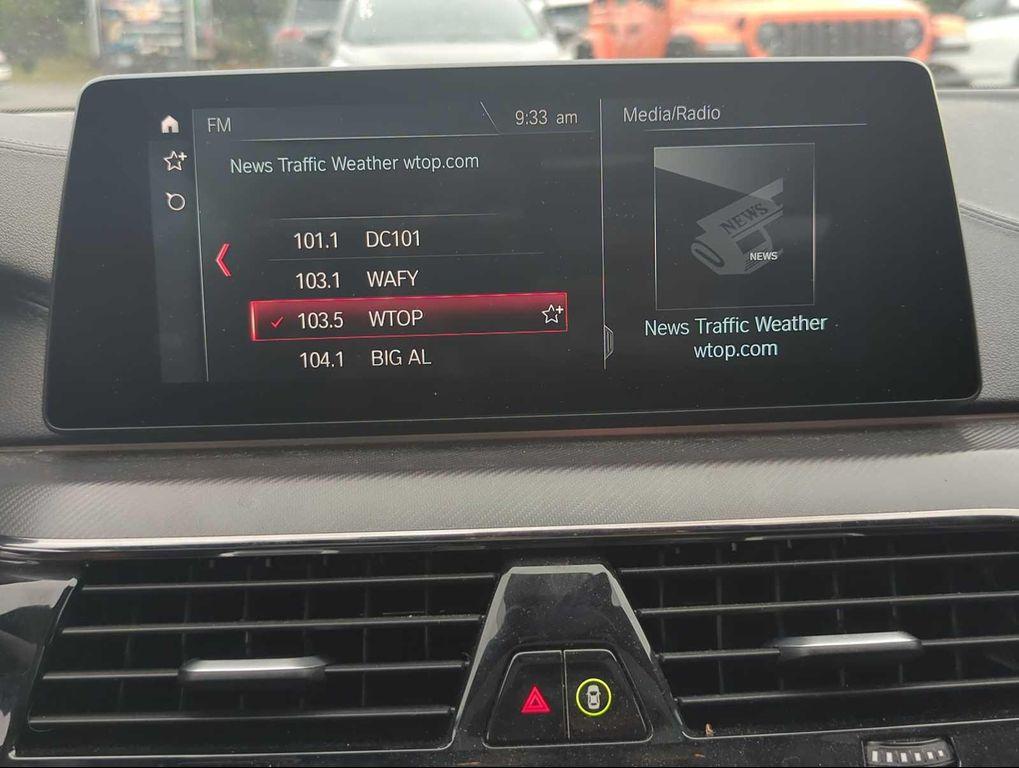 FM
9:33 am
News Traffic Weather wtop.com
101.1 DC101
103.1 WAFY
103.5 WTOP
104.1 BIG AL
Media/Radio
NEWS
NEWS
News Traffic Weather
wtop.com